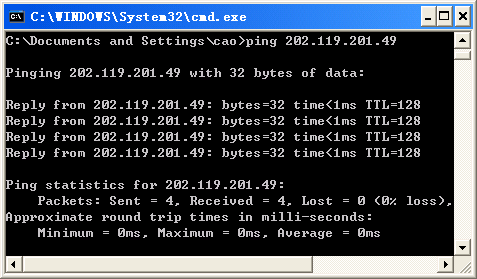 C:\WINDOWS\System32\cmd.exe
C:\Documents and Settings\cao>ping 202.119.201.49
Pinging 202.119.201.49 with 32 bytes of data:
Reply from 202.119.201.49: bytes=32 time<1ms TTL=128
Reply from 202.119.201.49: bytes=32 time<1ms TTL=128
Reply from 202.119.201.49: bytes=32 time<1ms TTL=128
Reply from 202.119.201.49: bytes=32 time<1ms TTL=128
Ping statistics for 202.119.201.49:
Packets: Sent = 4, Received = 4, Lost = 0 (0% loss),
Approximate round trip times in milli-seconds:
Minimum = 0ms, Maximum = 0ms, Average = 0ms